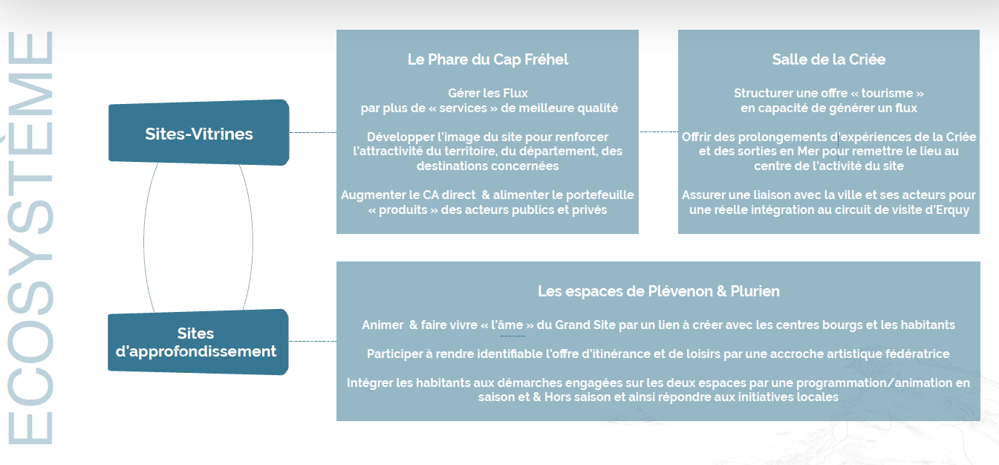 ECOSYSTÈME
Sites-Vitrines
Le Phare du Cap Fréhel
Gérer les Flux
par plus de « services » de meilleure qualité
Développer l'image du site pour renforcer
l'attractivité du territoire, du département, des
destinations concernées
Augmenter le CA direct  & alimenter le portefeuille
« produits » des acteurs publics et privés
Salle de la Criée
Structurer une offre « tourisme »
en capacité de générer un flux
Offrir des prolongements d'expériences de la Criée
et des sorties en Mer pour remettre le lieu au
centre de l'activité du site
Assurer une liaison avec la ville et ses acteurs pour
une réelle intégration au circuit de visite d'Erquy
Sites
d'approfondissement
Les espaces de Plévenon & Plurien
Animer  & faire vivre « l'âme » du Grand Site par un lien à créer avec les centres bourgs et les habitants
Participer à rendre identifiable l'offre d'itinérance et de loisirs par une accroche artistique fédératrice
Intégrer les habitants aux démarches engagées sur les deux espaces par une programmation/animation en
saison et & Hors saison et ainsi répondre aux initiatives locales